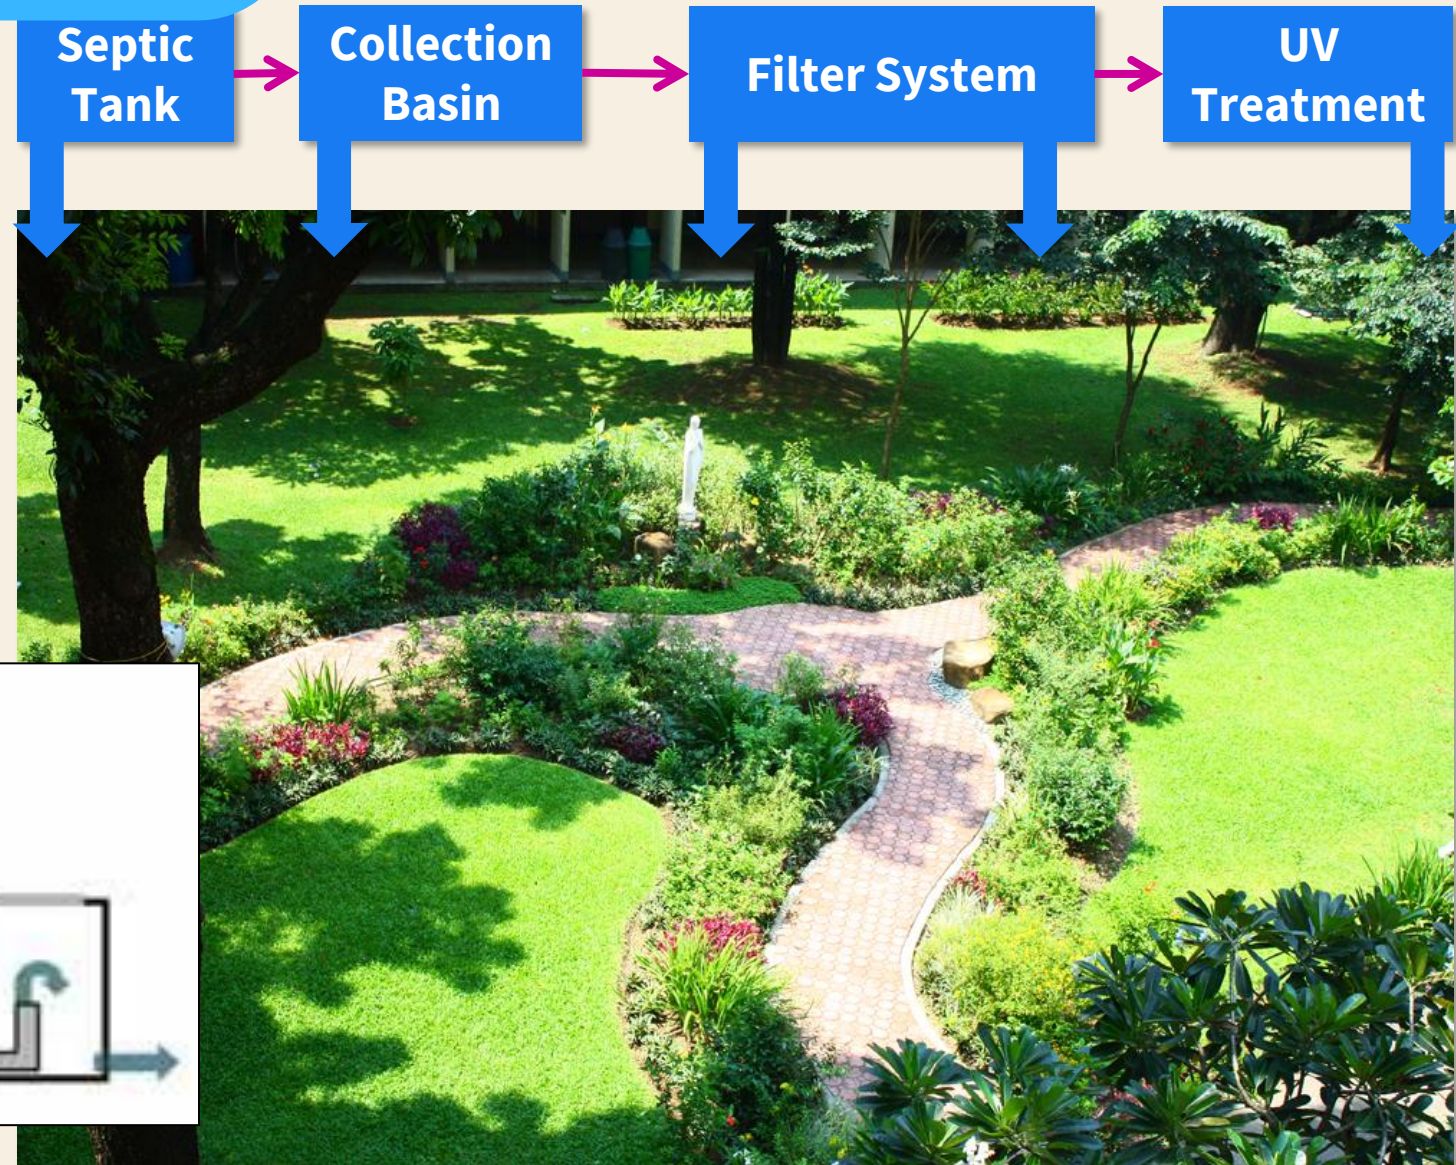 Septic
Tank
Collection
Basin
Filter System
UV
Treatment